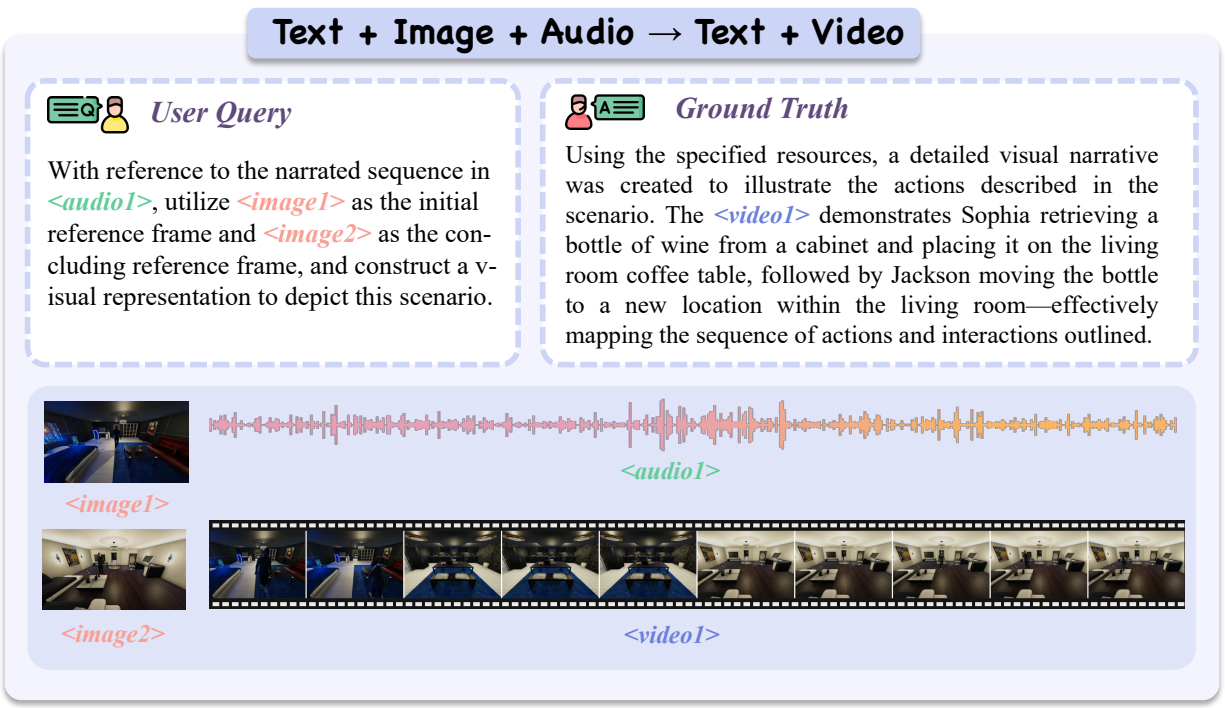 Text + Image + Audio → Text + Video
Q
User Query
With reference to the narrated sequence in
<audio1>, utilize <image1> as the initial
reference frame and <image2> as the con-
cluding reference frame, and construct a v-
isual representation to depict this scenario.
A
Ground Truth
Using the specified resources, a detailed visual narrative
was created to illustrate the actions described in the
scenario. The <video1> demonstrates Sophia retrieving a
bottle of wine from a cabinet and placing it on the living
room coffee table, followed by Jackson moving the bottle
to a new location within the living room—effectively
mapping the sequence of actions and interactions outlined.
<audio1>
<image1>
<image2>
<video1>